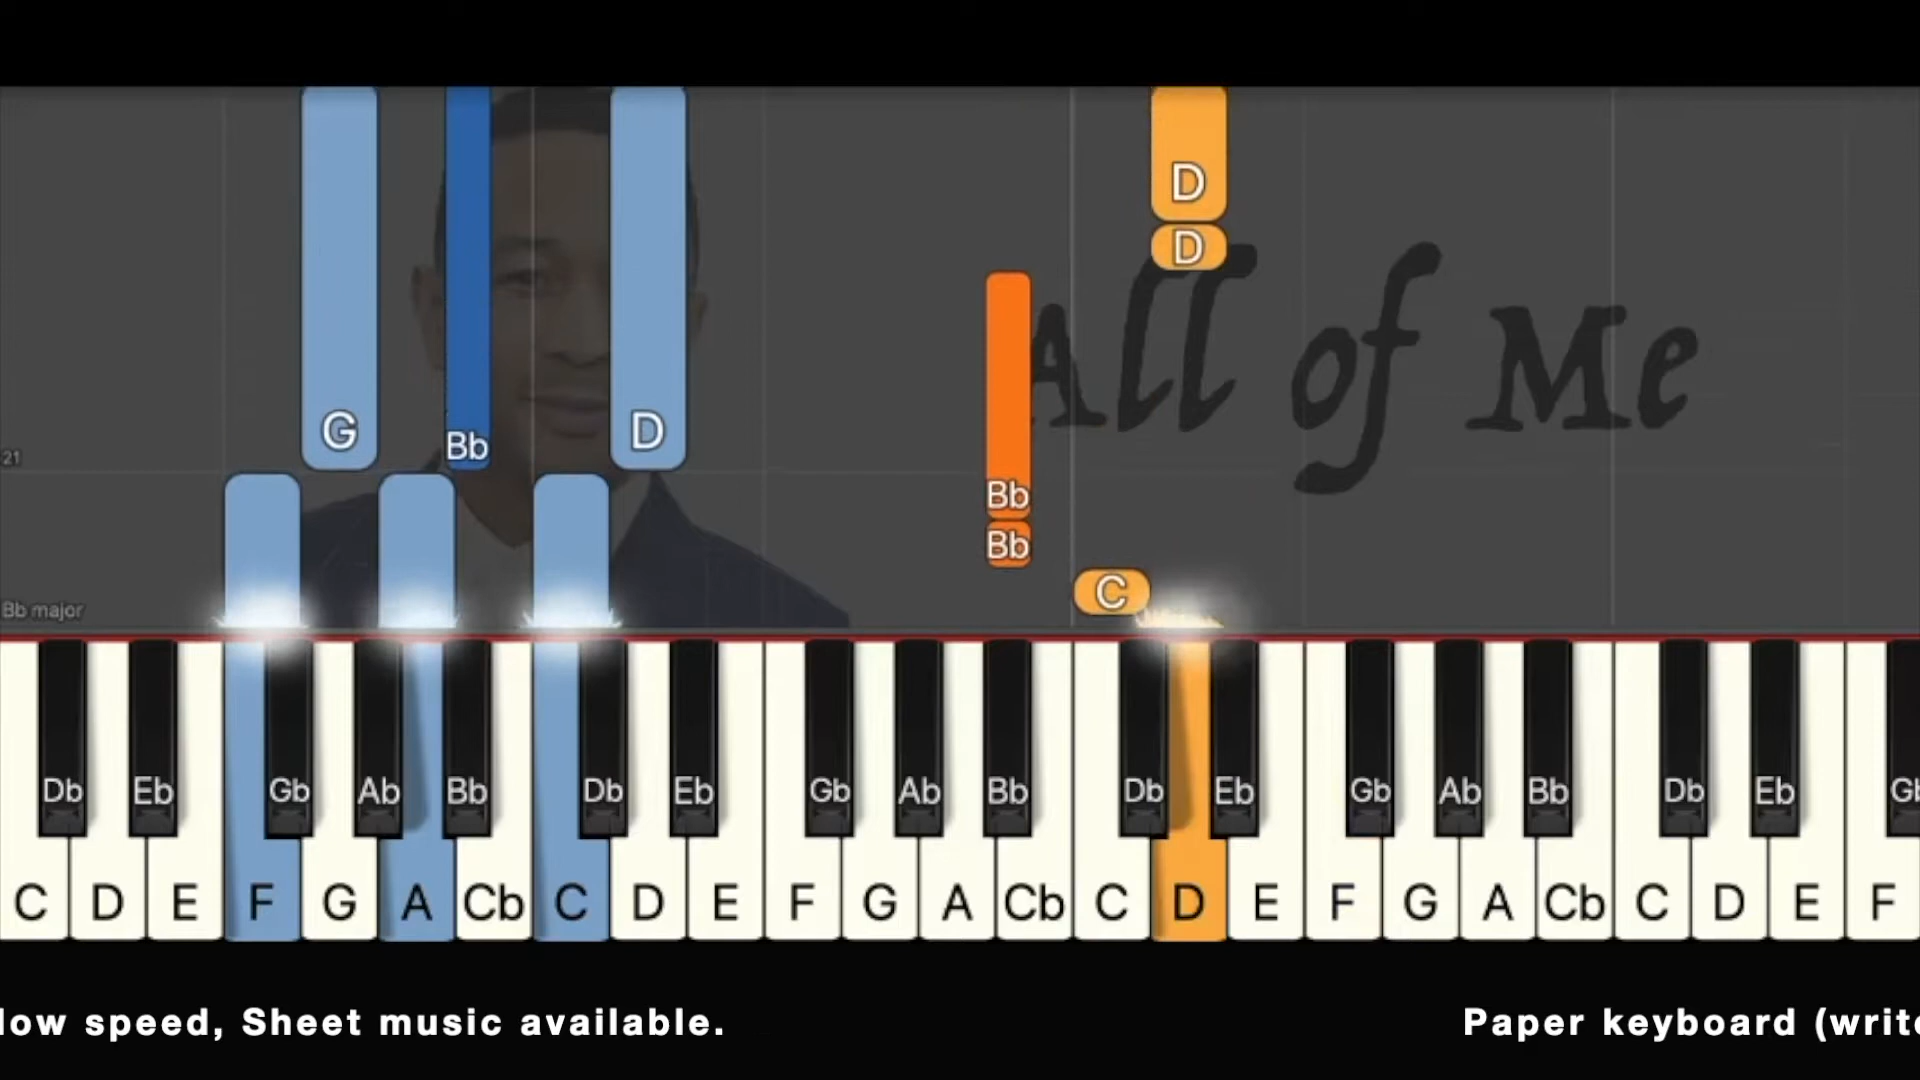 D
D
All of Me
G
Bb
D
21
Bb
Bb
C
Bb major
Db Eb Gb Ab Bb Db Eb Gb Ab Bb Db Eb Gb Ab Bb Db Eb
C D E F G A Cb C D E F G A Cb C D E F G A Cb C D E F
low speed, Sheet music available.
Paper keyboard (write